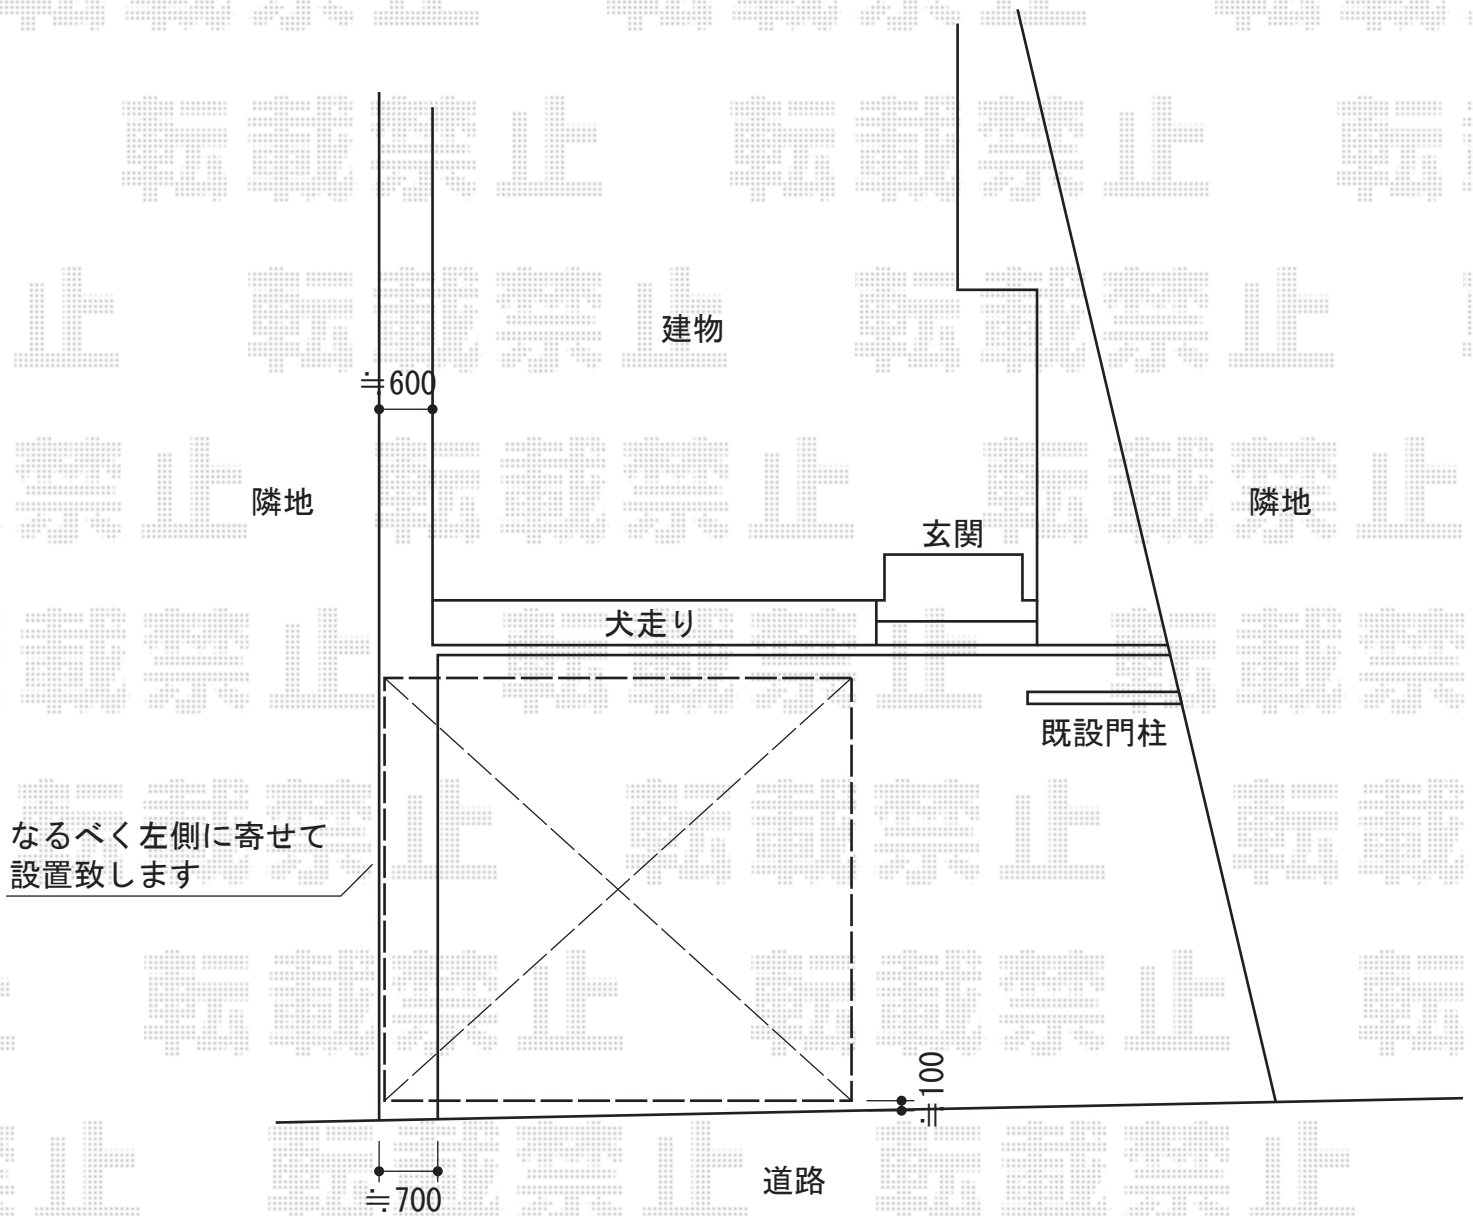 建物
≒600
隣地
隣地
玄関
犬走り
既設門柱
なるべく左側に寄せて
設置致します
≒100
道路
≒700
転載禁止